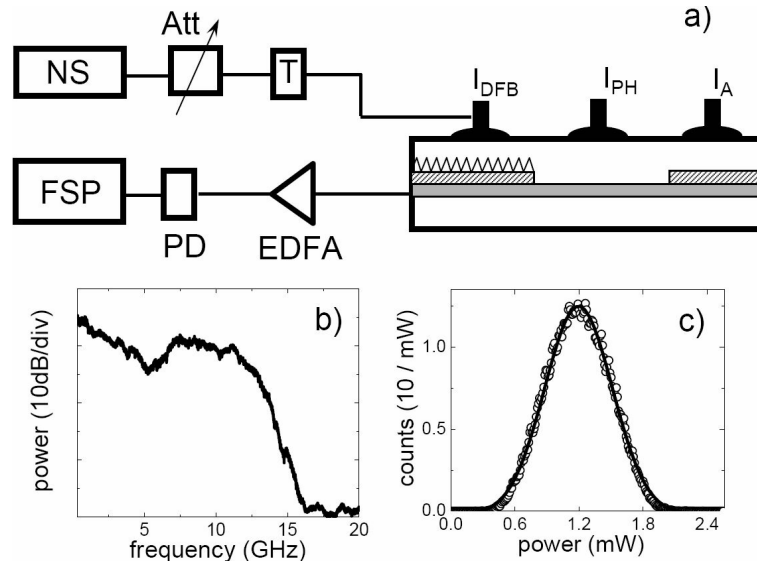 a)
Att
NS
T
I_DFB
I_PH
I_A
FSP
PD
EDFA
b)
power (10dB/div)
5
10
15
20
frequency (GHz)
c)
counts (10 / mW)
1.0
0.5
0.0
0.0
0.6
1.2
1.8
2.4
power (mW)